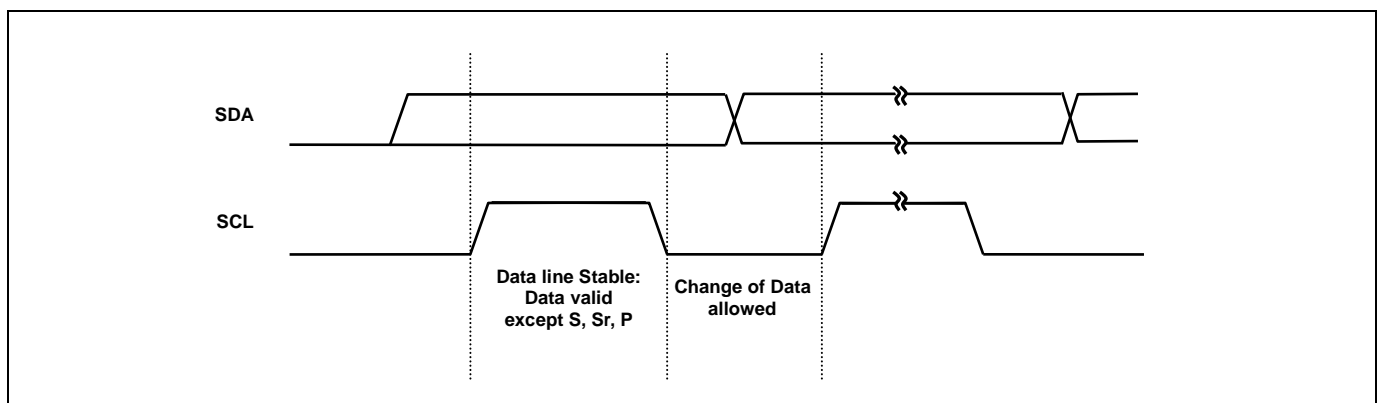 SDA
SCL
Data line Stable:
Data valid
except S, Sr, P
Change of Data
allowed